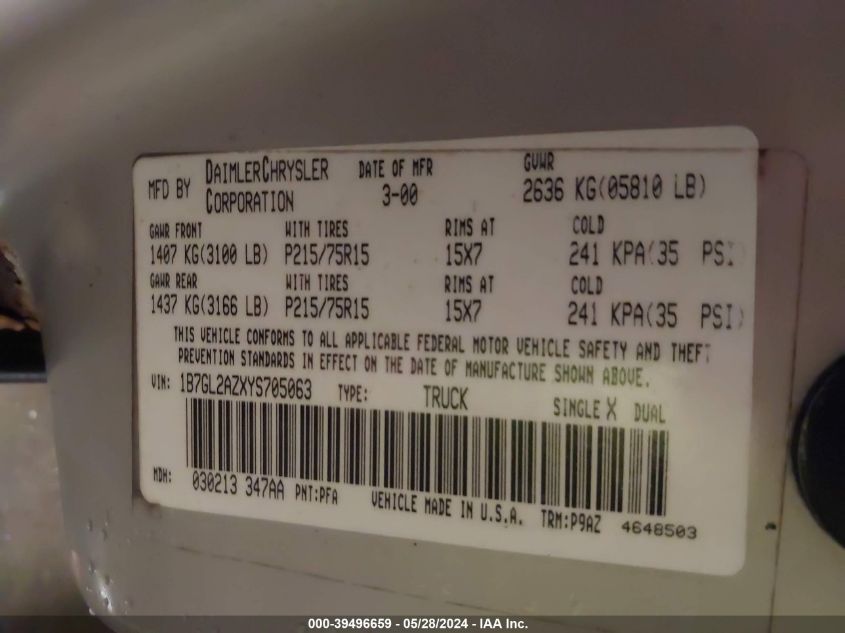 MFD BY DAIMLERCHRYSLER CORPORATION DATE OF MFR 3-00 GVWR 2636 KG(05810 LB)
GAWR FRONT WITH TIRES RIMS AT COLD
1407 KG(3100 LB) P215/75R15 15X7 241 KPA(35 PSI)
GAWR REAR WITH TIRES RIMS AT COLD
1437 KG(3166 LB) P215/75R15 15X7 241 KPA(35 PSI)
THIS VEHICLE CONFORMS TO ALL APPLICABLE FEDERAL MOTOR VEHICLE SAFETY AND THEFT
PREVENTION STANDARDS IN EFFECT ON THE DATE OF MANUFACTURE SHOWN ABOVE.
VIN: 1B7GL2AZXYS705063 TYPE: TRUCK SINGLE X DUAL
MDH: 030213 347AA PNT:PFA VEHICLE MADE IN U.S.A. TRM:P9AZ 4648503
000-39496659 - 05/28/2024 - IAA Inc.